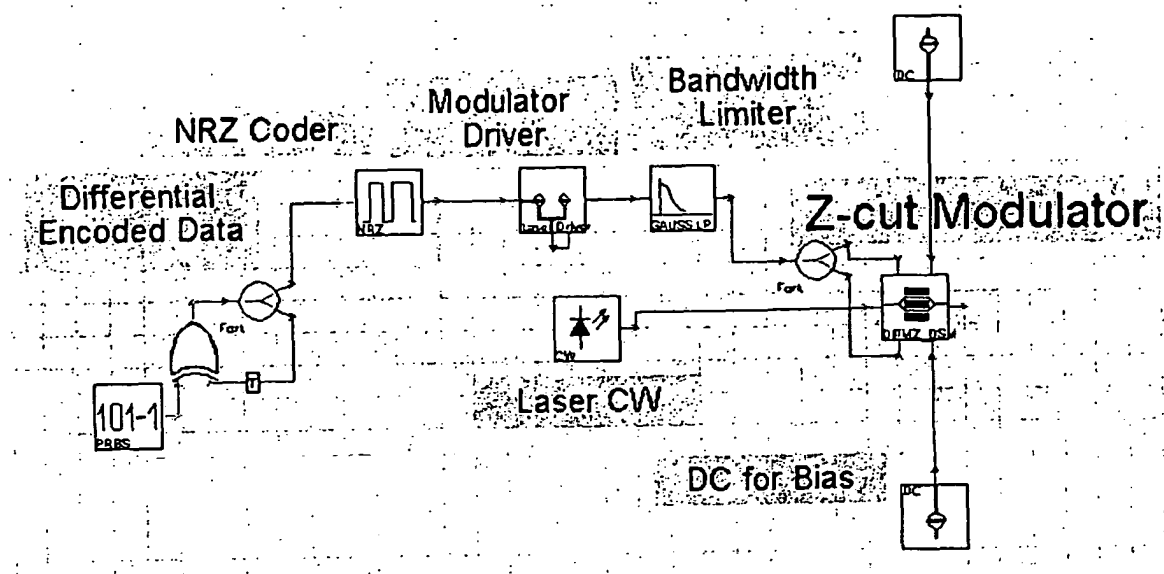 DC
Bandwidth
Limiter
Modulator
Driver
NRZ Coder
Differential
Encoded Data
NRZ
GAUSS LP
Z-cut Modulator
Fork
Fork
CW
T
101-1
PRBS
Laser CW
DC for Bias
DC